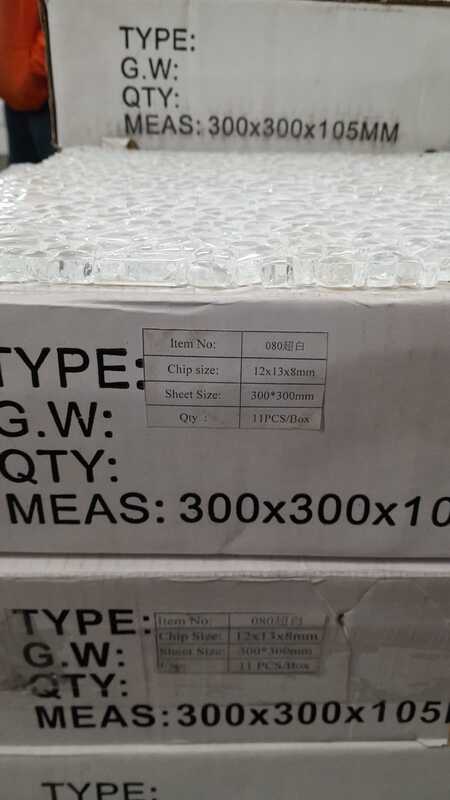 TYPE:
G.W:
QTY:
MEAS: 300x300x105MM
Item No: 080超白
Chip size: 12x13x8mm
Sheet Size: 300*300mm
Qty : 11PCS/Box
TYPE:
G.W:
QTY:
MEAS: 300x300x10
Item No: 080超白
Chip Size: 12x13x8mm
Sheet Size: 300*300mm
11 PCS/Box
TYPE:
G.W:
QTY:
MEAS: 300x300x105
TYPE: